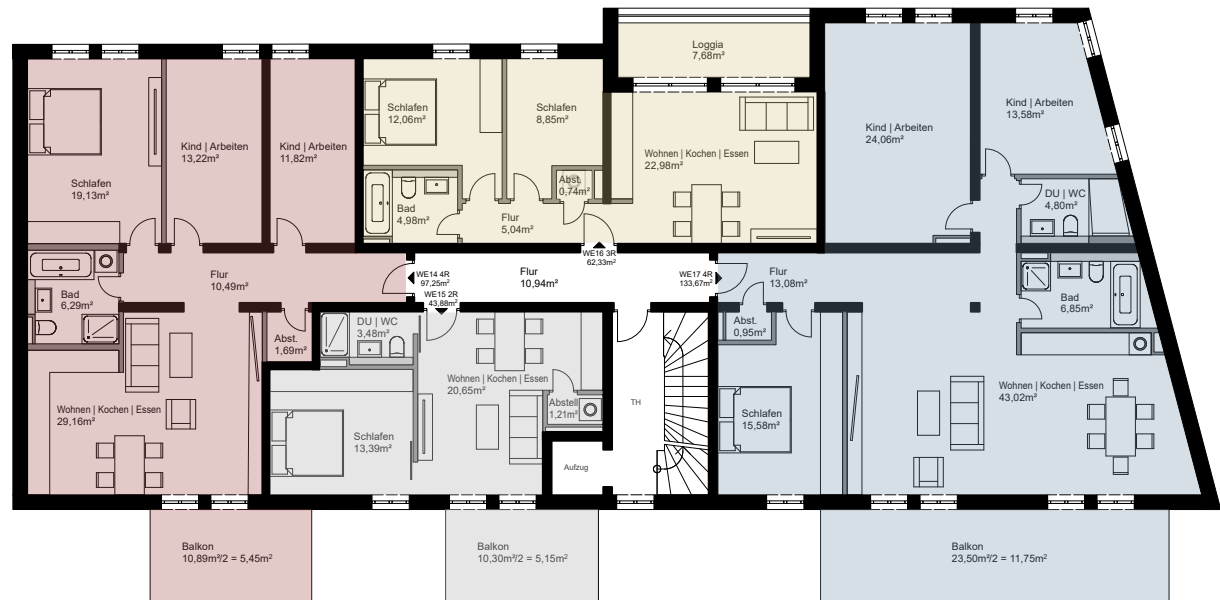 Loggia
7,68m²
Schlafen
19,13m²
Kind | Arbeiten
13,22m²
Kind | Arbeiten
11,82m²
Schlafen
12,06m²
Schlafen
8,85m²
Abst.
0,74m²
Wohnen | Kochen | Essen
22,98m²
Kind | Arbeiten
24,06m²
Kind | Arbeiten
13,58m²
DU | WC
4,80m²
Bad
4,98m²
Flur
5,04m²
Bad
6,29m²
Flur
10,49m²
WE14 4R
97,25m²
WE15 2R
43,88m²
Flur
10,94m²
WE16 3R
62,33m²
WE17 4R
133,67m²
Flur
13,08m²
Bad
6,85m²
Abst.
1,69m²
DU | WC
3,48m²
Abst.
0,95m²
Wohnen | Kochen | Essen
29,16m²
Schlafen
13,39m²
Wohnen | Kochen | Essen
20,65m²
Abstell
1,21m²
TH
Aufzug
Schlafen
15,58m²
Wohnen | Kochen | Essen
43,02m²
Balkon
10,89m²/2 = 5,45m²
Balkon
10,30m²/2 = 5,15m²
Balkon
23,50m²/2 = 11,75m²